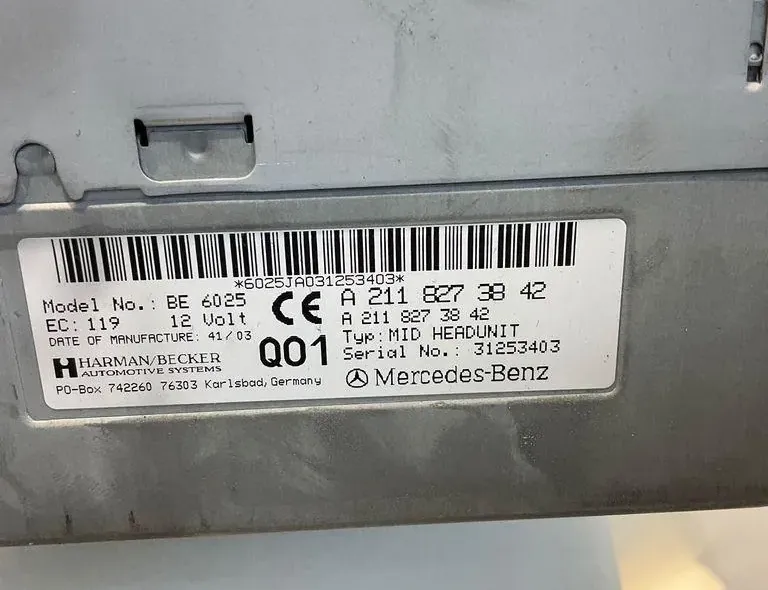 *6025JA031253403*
Model No.: BE 6025
EC: 119 12 Volt
DATE OF MANUFACTURE: 41/03
HARMAN/BECKER
AUTOMOTIVE SYSTEMS
PO-Box 742260 76303 Karlsbad, Germany
CE
Q01
A 211 827 38 42
A 211 827 38 42
Typ: MID HEADUNIT
Serial No.: 31253403
Mercedes-Benz